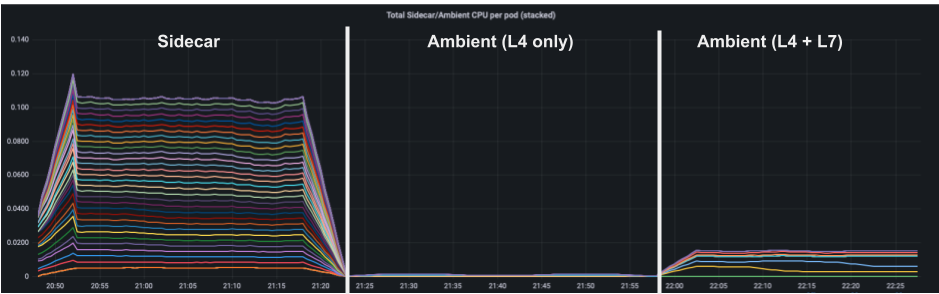 Total Sidecar/Ambient CPU per pod (stacked)
Sidecar
Ambient (L4 only)
Ambient (L4 + L7)
0.140
0.120
0.100
0.0800
0.0600
0.0400
0.0200
0
20:50 20:55 21:00 21:05 21:10 21:15 21:20 21:25 21:30 21:35 21:40 21:45 21:50 21:55 22:00 22:05 22:10 22:15 22:20 22:25